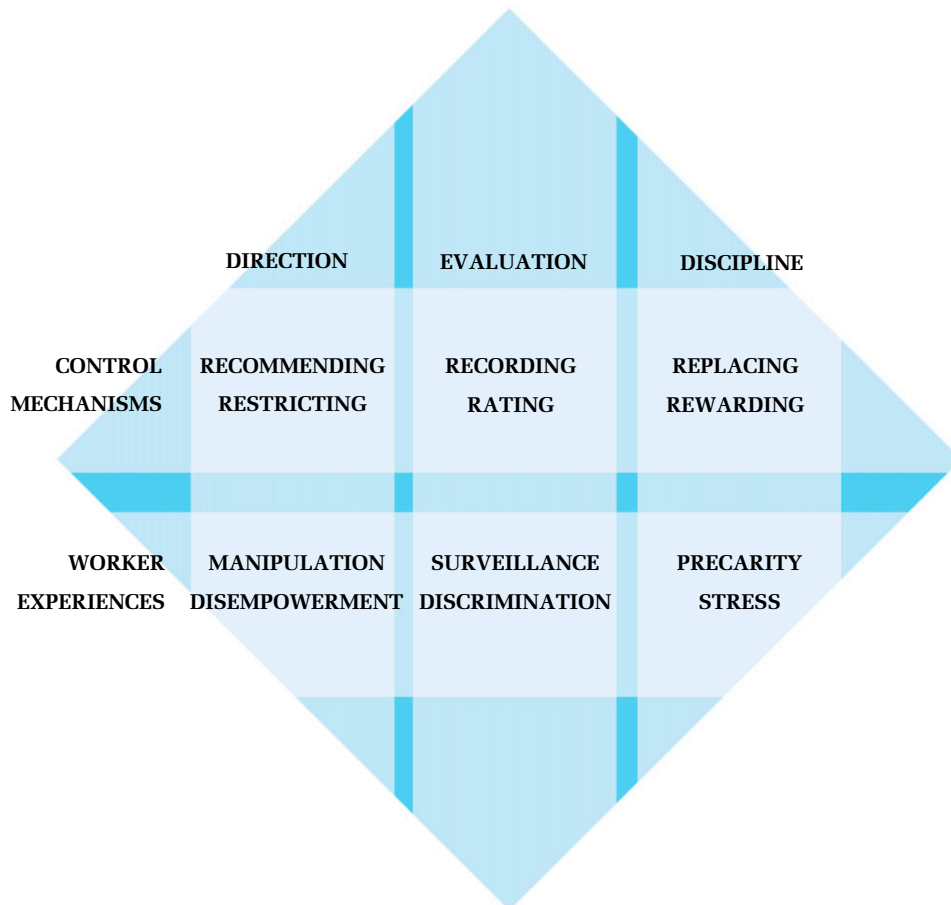 DIRECTION EVALUATION DISCIPLINE
CONTROL RECOMMENDING RECORDING REPLACING
MECHANISMS RESTRICTING RATING REWARDING
WORKER MANIPULATION SURVEILLANCE PRECARITY
EXPERIENCES DISEMPOWERMENT DISCRIMINATION STRESS